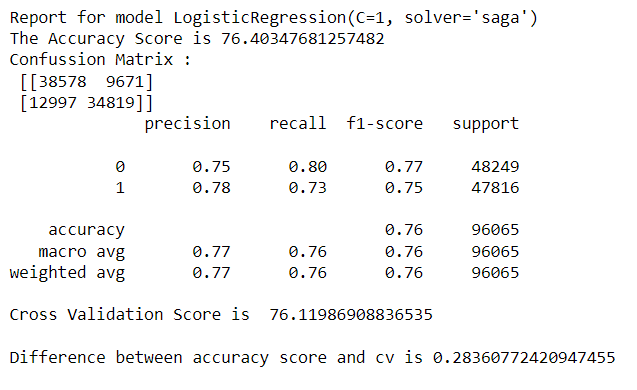 Report for model LogisticRegression(C=1, solver='saga')
The Accuracy Score is 76.40347681257482
Confussion Matrix :
[[38578 9671]
[12997 34819]]
precision recall f1-score support
0 0.75 0.80 0.77 48249
1 0.78 0.73 0.75 47816
accuracy 0.76 96065
macro avg 0.77 0.76 0.76 96065
weighted avg 0.77 0.76 0.76 96065
Cross Validation Score is 76.11986908836535
Difference between accuracy score and cv is 0.28360772420947455